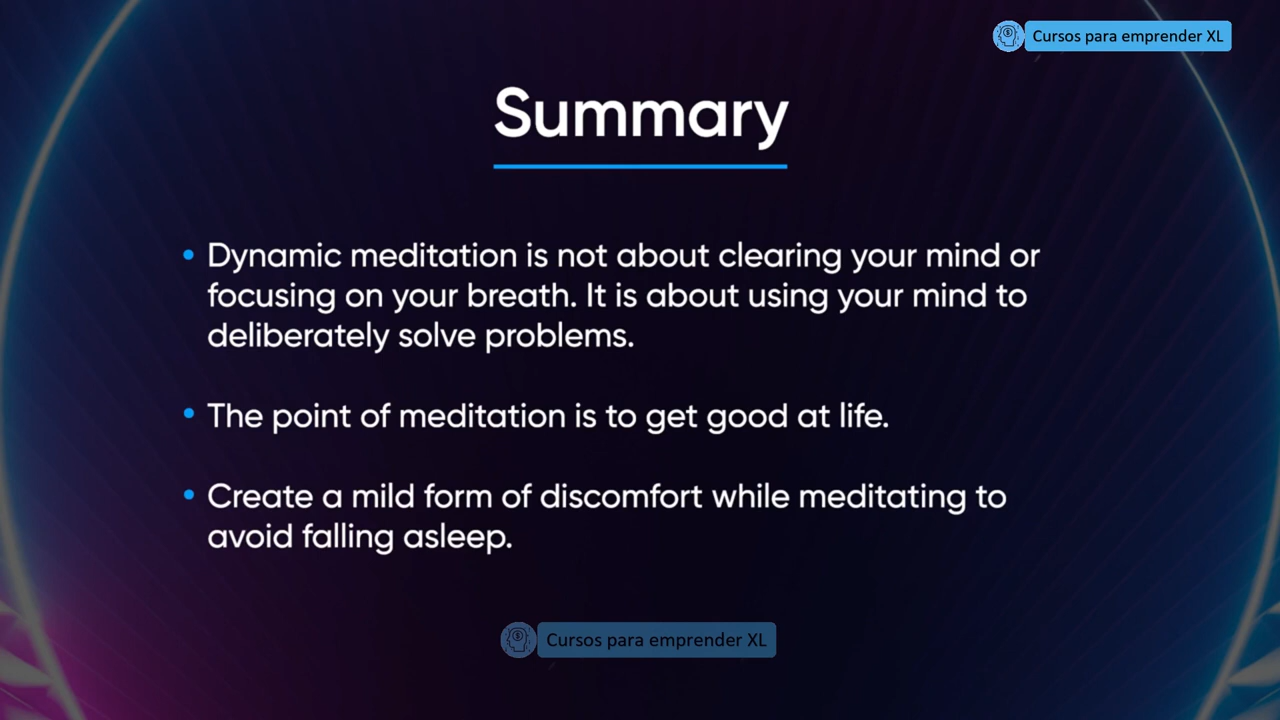 Cursos para emprender XL
Summary
• Dynamic meditation is not about clearing your mind or
focusing on your breath. It is about using your mind to
deliberately solve problems.
• The point of meditation is to get good at life.
• Create a mild form of discomfort while meditating to
avoid falling asleep.
Cursos para emprender XL